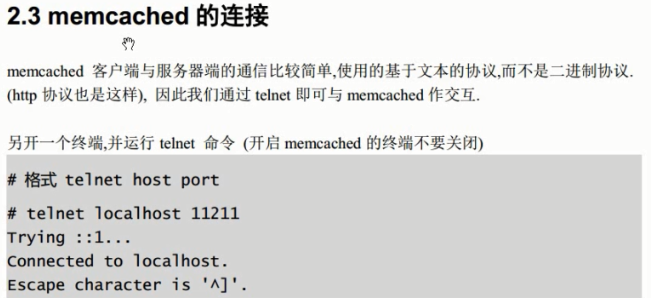 2.3 memcached 的连接
memcached 客户端与服务器端的通信比较简单,使用的基于文本的协议,而不是二进制协议.
(http 协议也是这样), 因此我们通过 telnet 即可与 memcached 作交互.
另开一个终端,并运行 telnet 命令 (开启 memcached 的终端不要关闭)
# 格式 telnet host port
# telnet localhost 11211
Trying ::1...
Connected to localhost.
Escape character is '^]'.